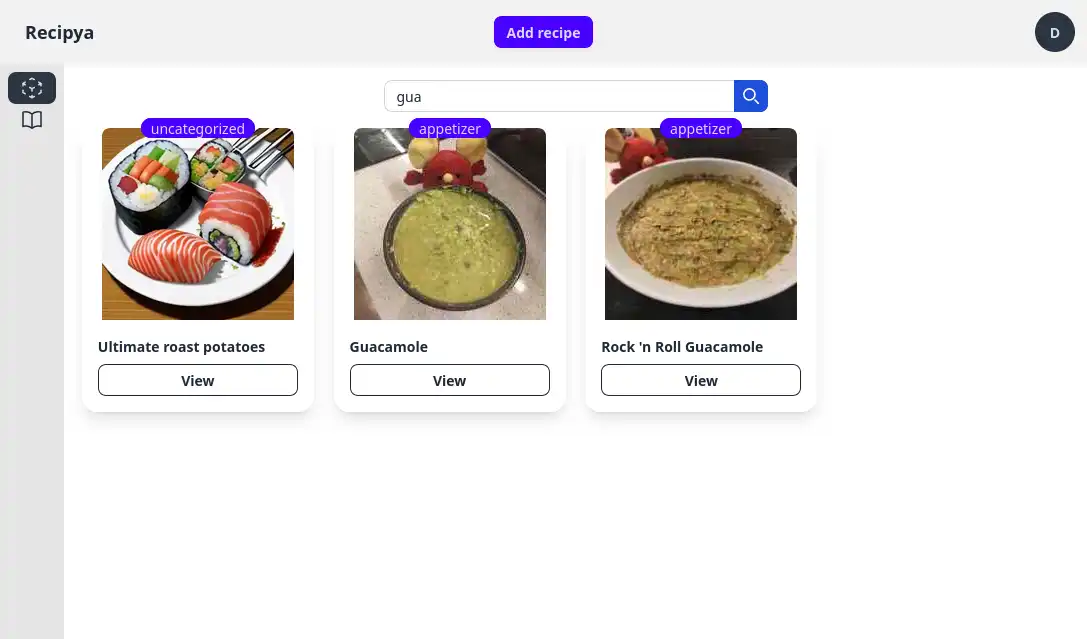 Recipya
Add recipe
D
gua
uncategorized
appetizer
appetizer
Ultimate roast potatoes
Guacamole
Rock 'n Roll Guacamole
View
View
View